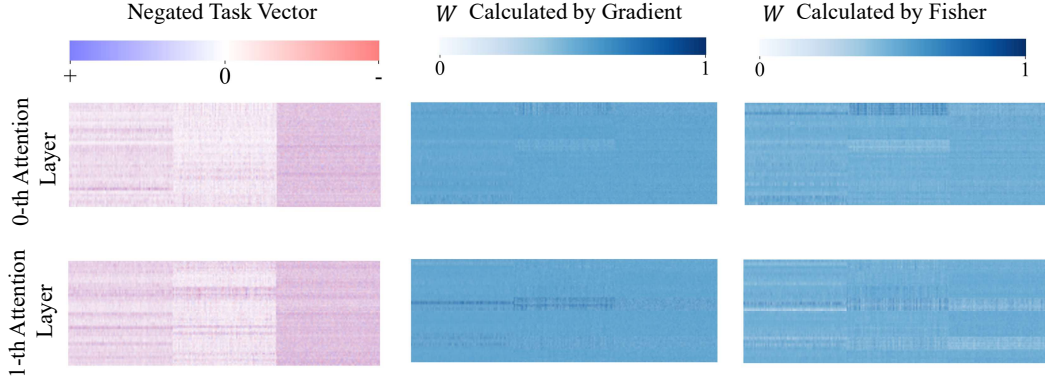 Negated Task Vector
W Calculated by Gradient
W Calculated by Fisher
+ 0 -
0 1
0 1
0-th Attention
Layer
1-th Attention
Layer